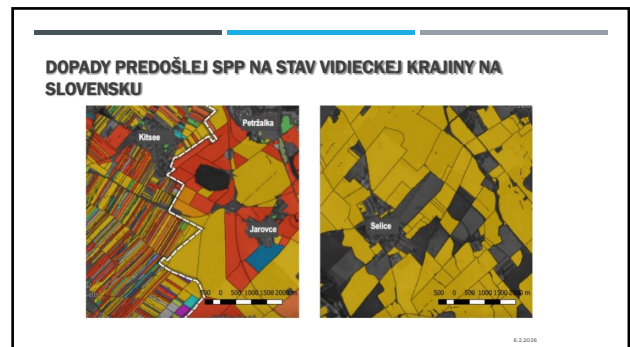 DOPADY PREDOŠLEJ SPP NA STAV VIDIECKEJ KRAJINY NA
SLOVENSKU
Kitsee
Petržalka
Jarovce
500 0 500 1000 1500 2000 m
Selice
500 0 500 1000 1500 2000 m
6.2.2026